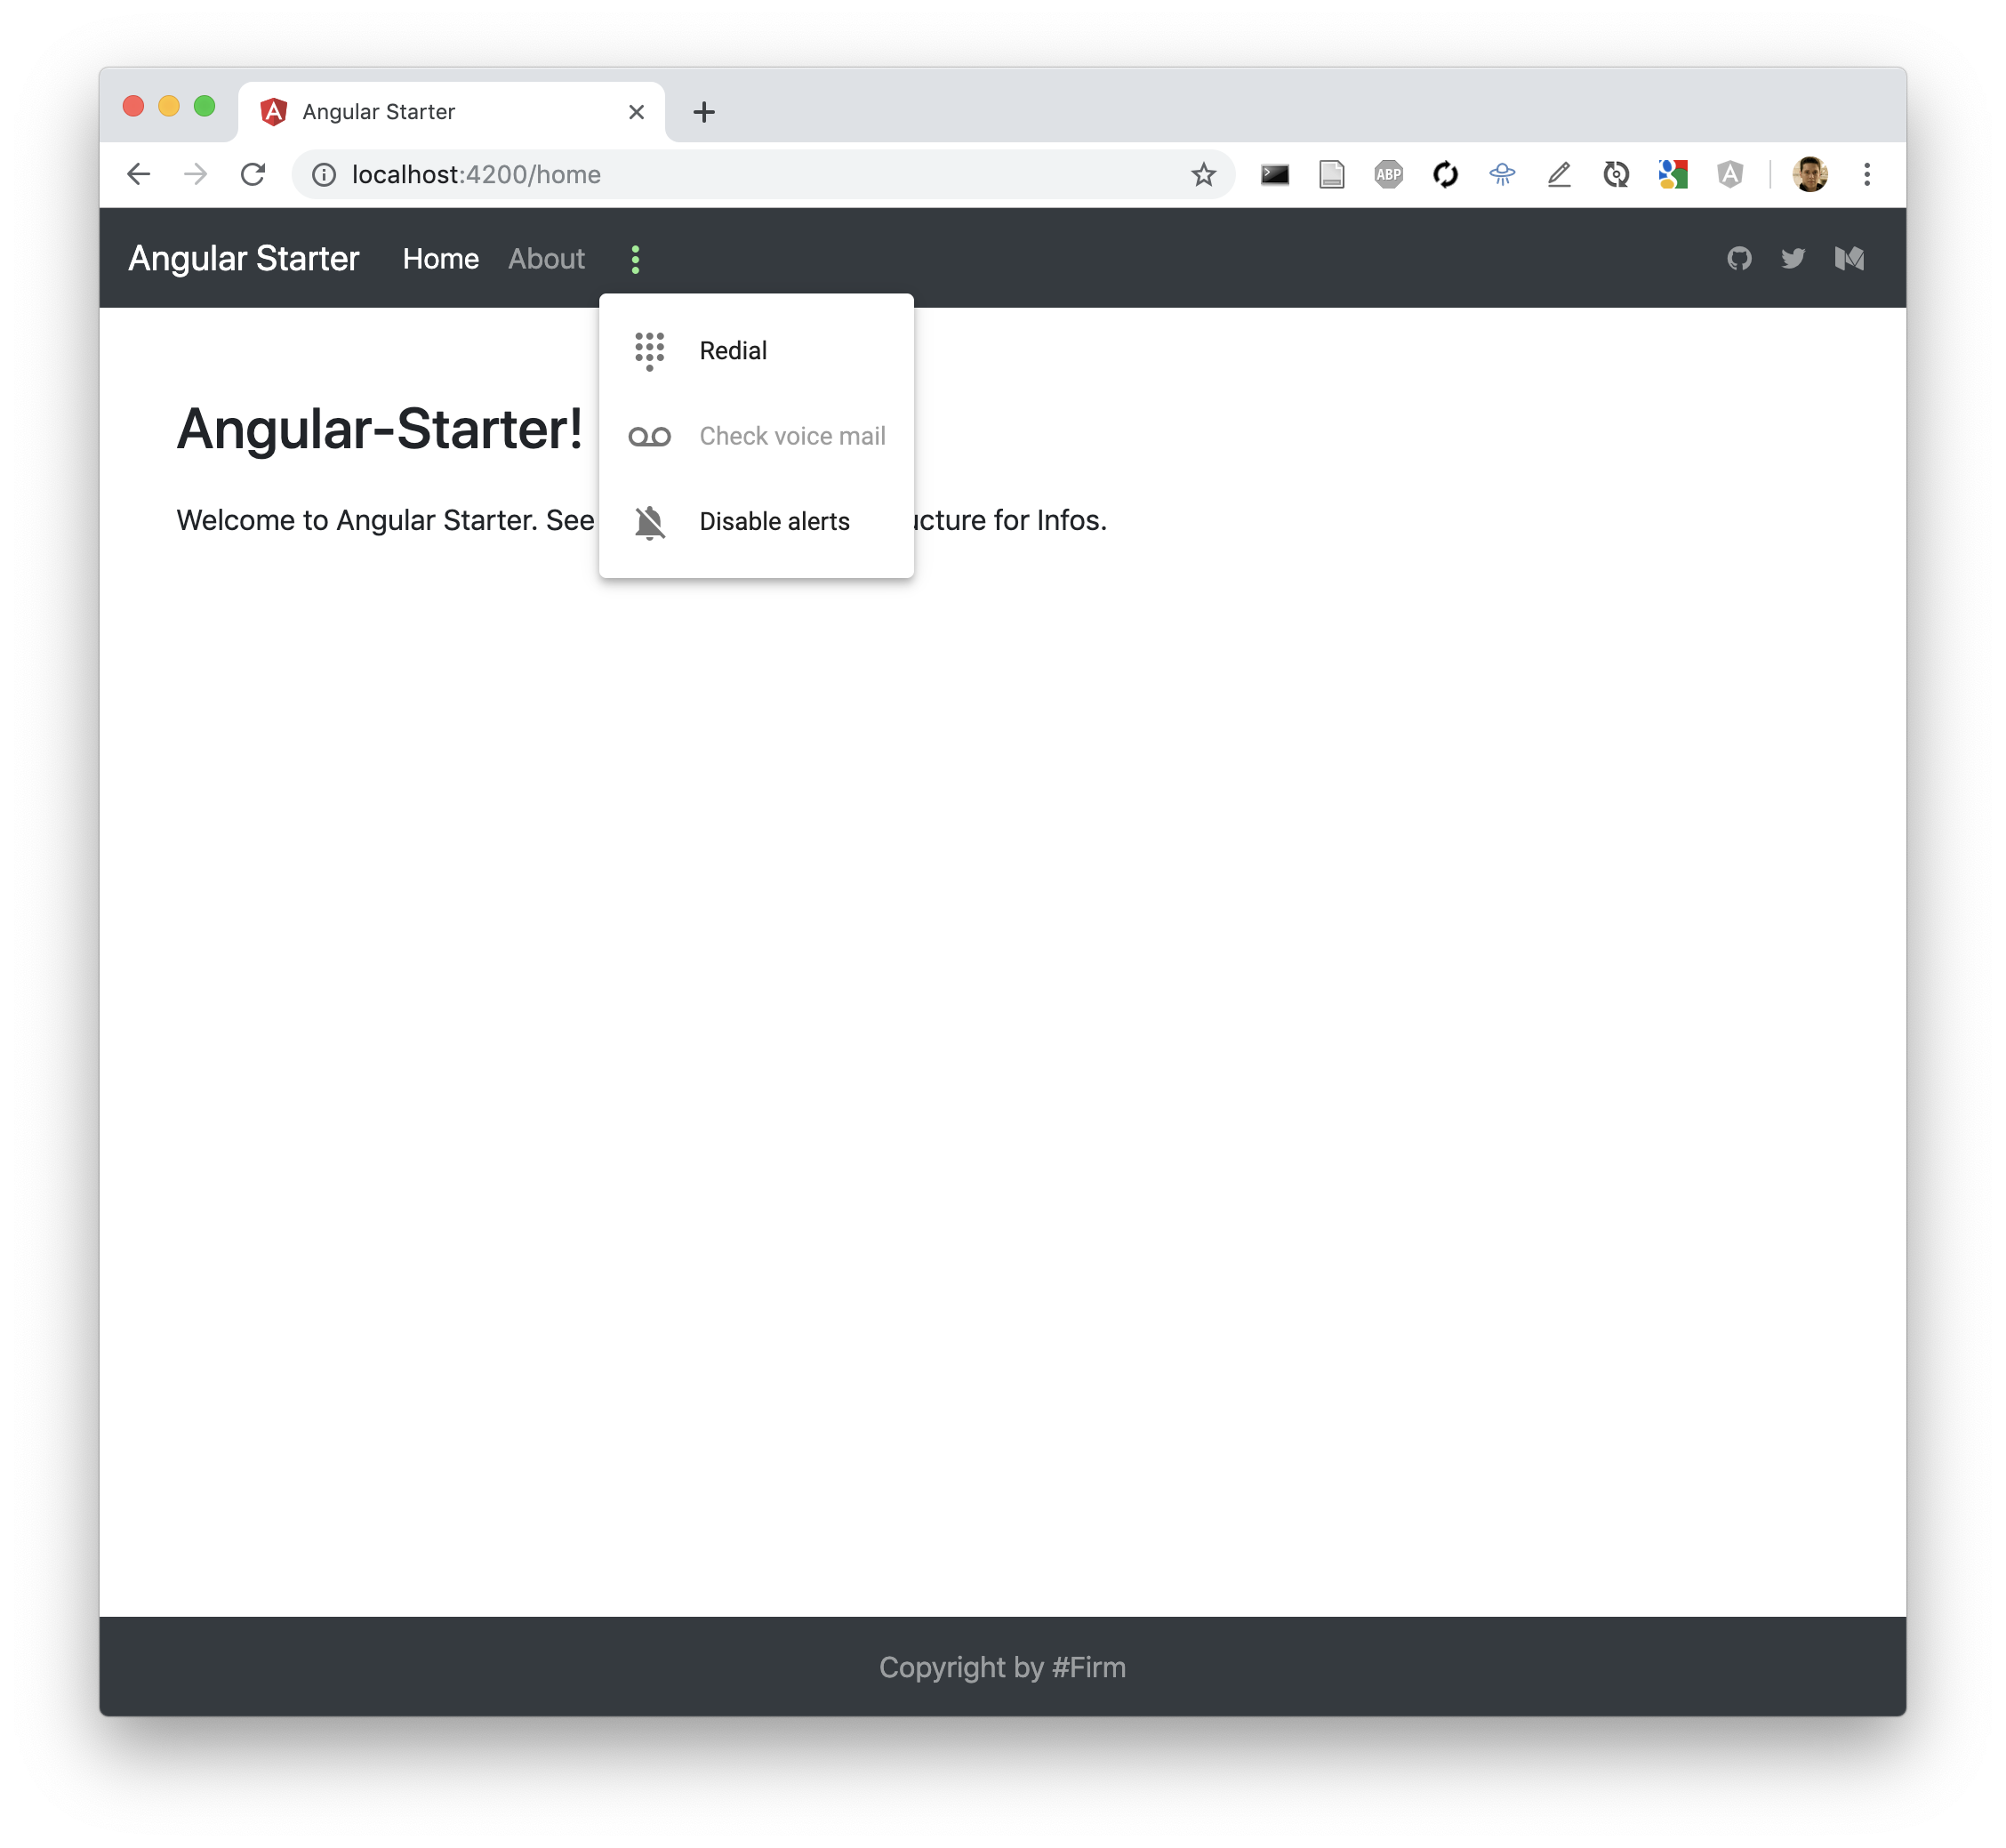 Angular Starter
localhost:4200/home
ABP
Angular Starter Home About
Redial
Angular-Starter!
Check voice mail
Welcome to Angular Starter. See
Disable alerts
ucture for Infos.
Copyright by #Firm